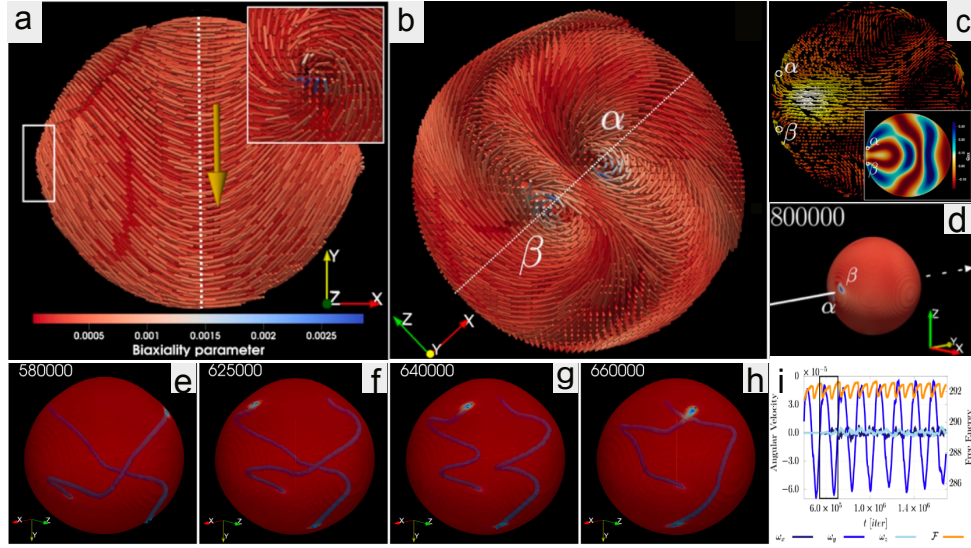 a
b
c
α
β
α
β
Y
Z
X
0.0005
0.001
0.0015
0.002
0.0025
Biaxiality parameter
α
β
Z
X
Y
800000
d
β
α
Z
Y
X
580000
e
625000
f
640000
g
660000
h
X
Z
Y
X
Z
Y
X
Z
Y
X
Z
Y
i
× 10⁻⁵
3.0
0.0
−3.0
−6.0
Angular Velocity
292
290
288
286
Free Energy
6.0 × 10⁵
1.0 × 10⁶
1.4 × 10⁶
t [iter]
ωx
ωy
ωz
F